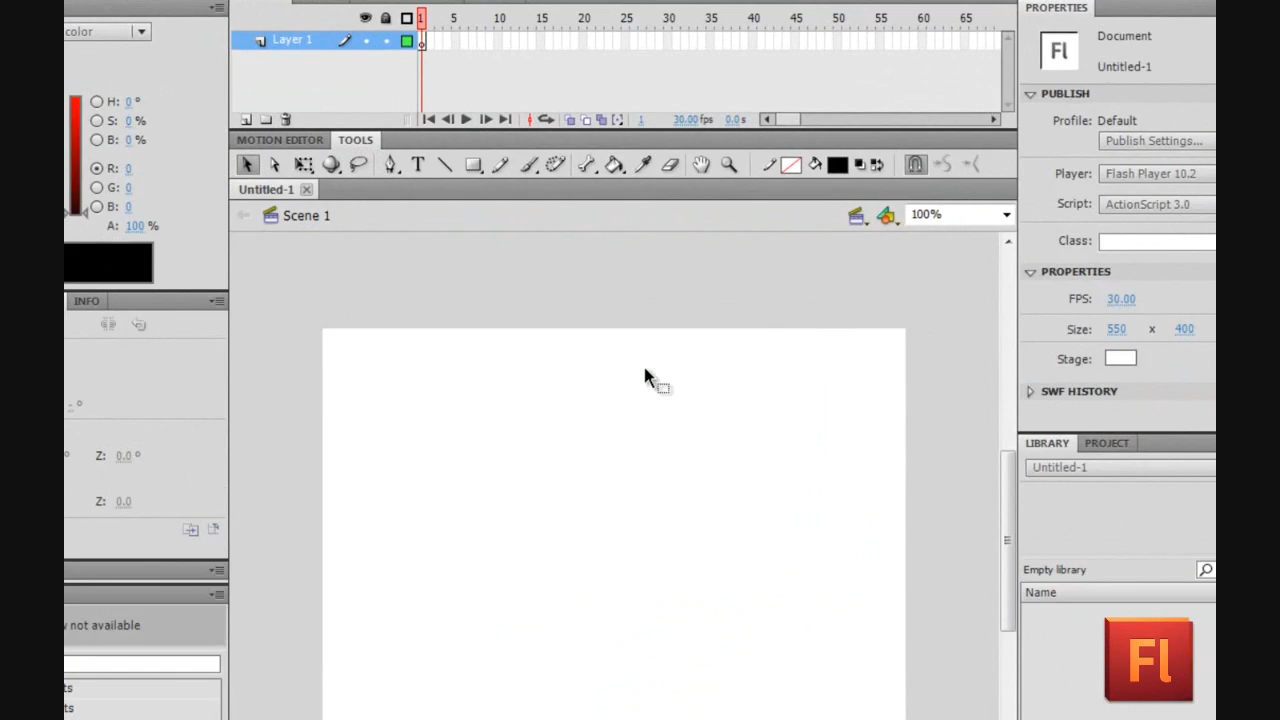 color
H: 0 °
S: 0 %
B: 0 %
R: 0
G: 0
B: 0
A: 100 %
INFO
°
° Z: 0.0 °
Z: 0.0
not available
ts
ts
1 5 10 15 20 25 30 35 40 45 50 55 60 65
Layer 1
1 30.00 fps 0.0 s
MOTION EDITOR TOOLS
T
Untitled-1
Scene 1 100%
PROPERTIES
Fl Document
Untitled-1
PUBLISH
Profile: Default
Publish Settings...
Player: Flash Player 10.2
Script: ActionScript 3.0
Class:
PROPERTIES
FPS: 30.00
Size: 550 x 400
Stage:
SWF HISTORY
LIBRARY PROJECT
Untitled-1
Empty library
Name
Fl